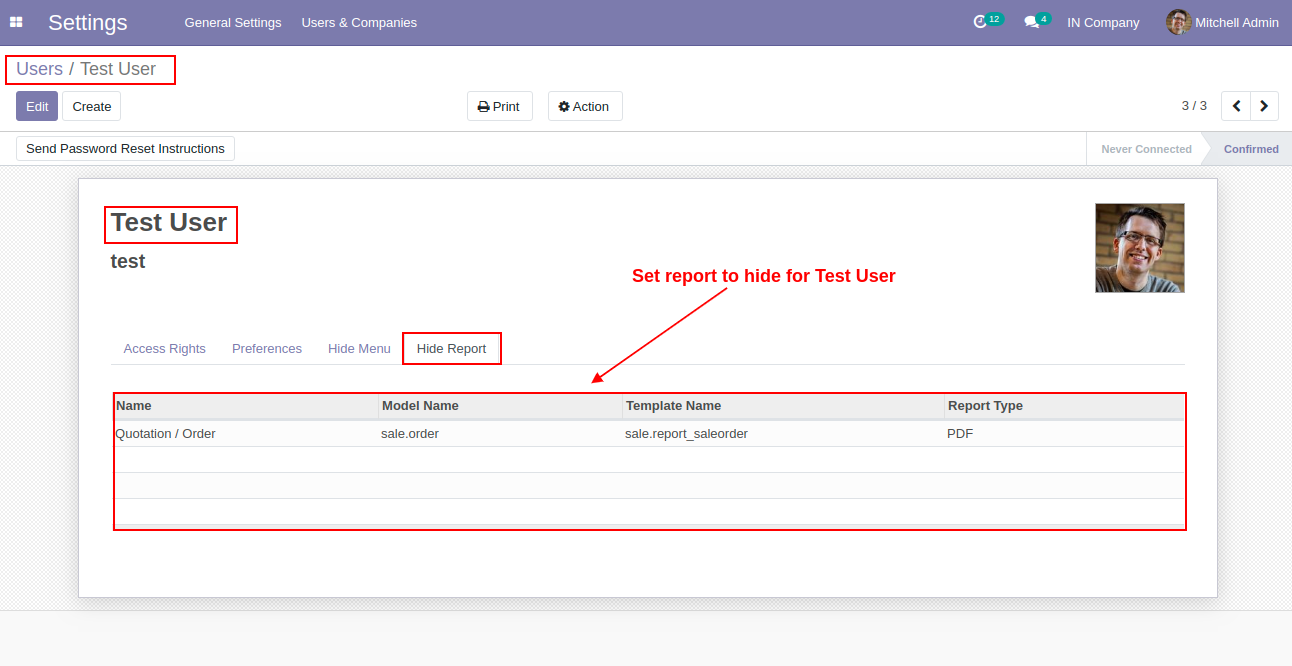 Settings General Settings Users & Companies 12 4 IN Company Mitchell Admin
Users / Test User
Edit Create Print Action 3 / 3
Send Password Reset Instructions Never Connected Confirmed
Test User
test
Set report to hide for Test User
Access Rights Preferences Hide Menu Hide Report
Name Model Name Template Name Report Type
Quotation / Order sale.order sale.report_saleorder PDF